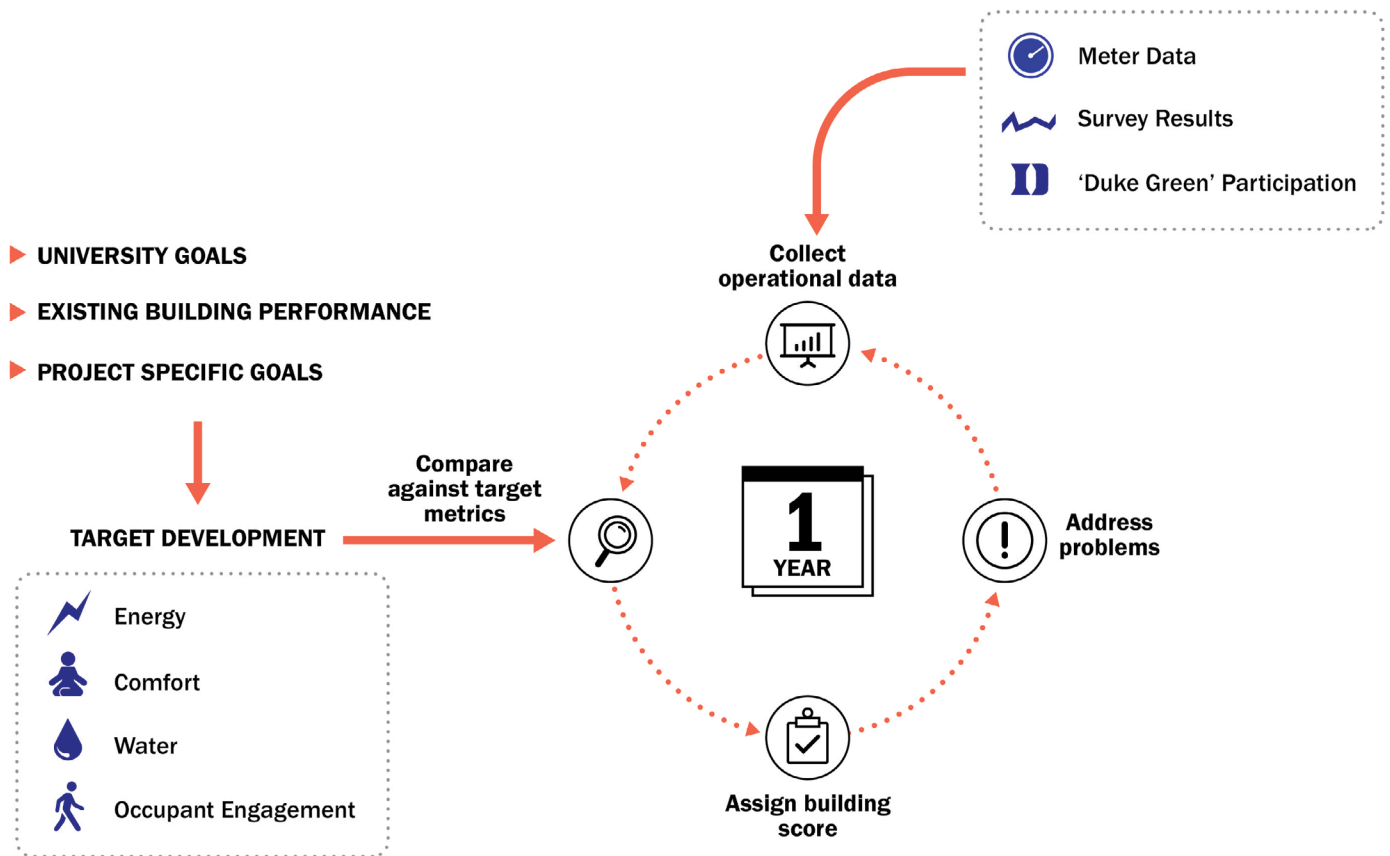 Meter Data
Survey Results
‘Duke Green’ Participation
Collect
operational data
UNIVERSITY GOALS
EXISTING BUILDING PERFORMANCE
PROJECT SPECIFIC GOALS
TARGET DEVELOPMENT
Energy
Comfort
Water
Occupant Engagement
Compare
against target
metrics
1
YEAR
Address
problems
Assign building
score